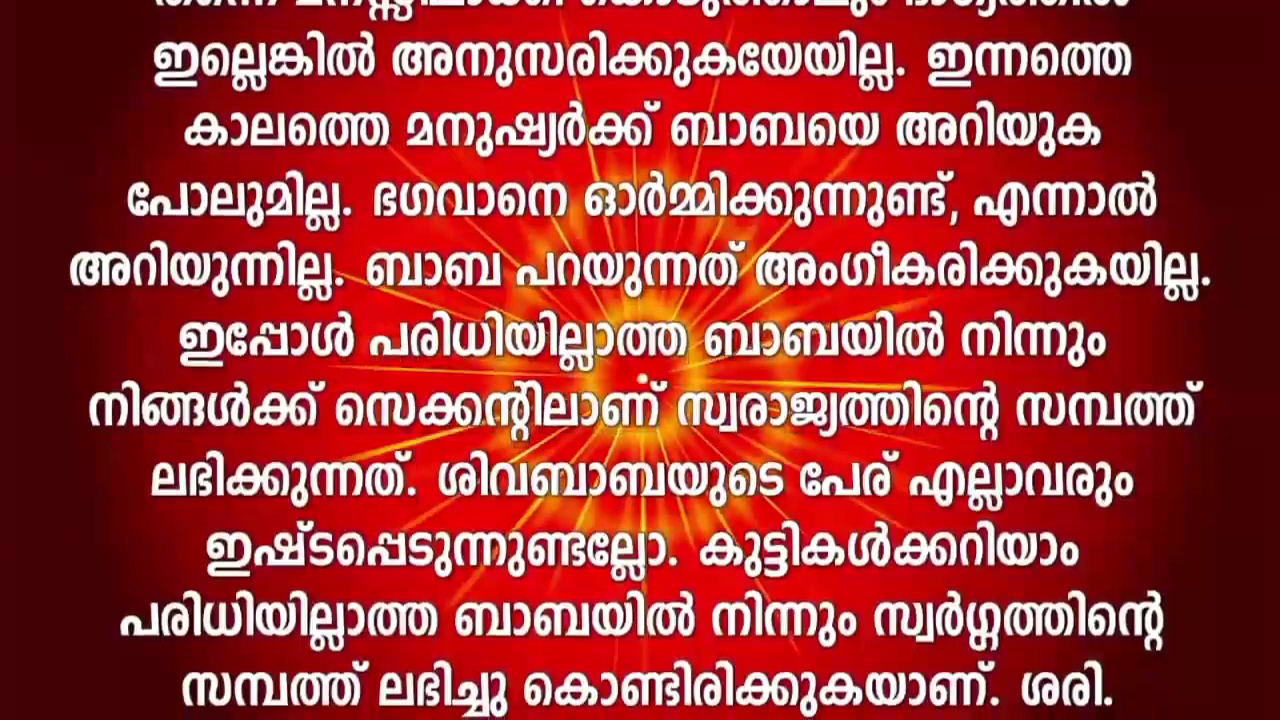 ഇല്ലെങ്കിൽ അനുസരിക്കുകയേയില്ല. ഇന്നത്തെ
കാലത്തെ മനുഷ്യർക്ക് ബാബയെ അറിയുക
പോലുമില്ല. ഭഗവാനെ ഓർമ്മിക്കുന്നുണ്ട്, എന്നാൽ
അറിയുന്നില്ല. ബാബ പറയുന്നത് അംഗീകരിക്കുകയില്ല.
ഇപ്പോൾ പരിധിയില്ലാത്ത ബാബയിൽ നിന്നും
നിങ്ങൾക്ക് സെക്കന്റിലാണ് സ്വരാജ്യത്തിന്റെ സമ്പത്ത്
ലഭിക്കുന്നത്. ശിവബാബയുടെ പേര് എല്ലാവരും
ഇഷ്ടപ്പെടുന്നുണ്ടല്ലോ. കുട്ടികൾക്കറിയാം
പരിധിയില്ലാത്ത ബാബയിൽ നിന്നും സ്വർഗ്ഗത്തിന്റെ
സമ്പത്ത് ലഭിച്ചു കൊണ്ടിരിക്കുകയാണ്. ശരി.